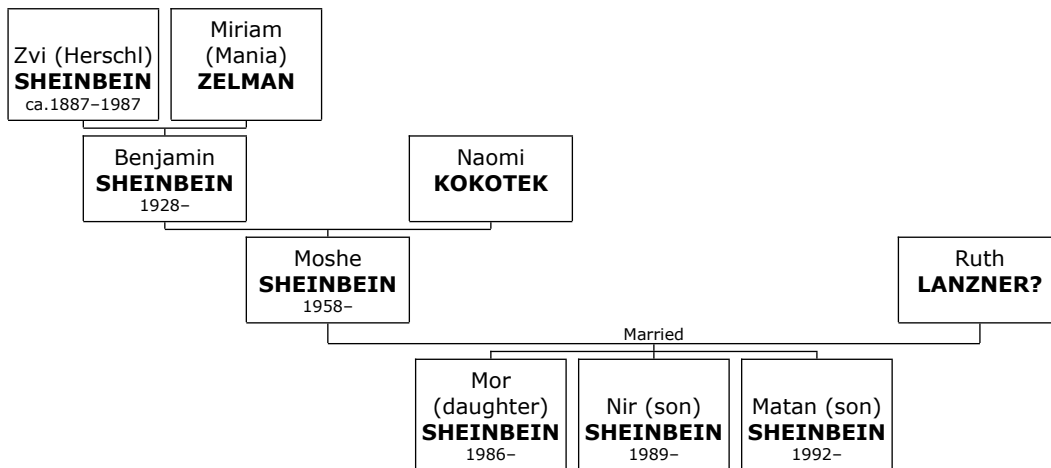 Zvi (Herschl)
SHEINBEIN
ca.1887–1987
Miriam
(Mania)
ZELMAN
Benjamin
SHEINBEIN
1928–
Naomi
KOKOTEK
Moshe
SHEINBEIN
1958–
Ruth
LANZNER?
Married
Mor
(daughter)
SHEINBEIN
1986–
Nir (son)
SHEINBEIN
1989–
Matan (son)
SHEINBEIN
1992–